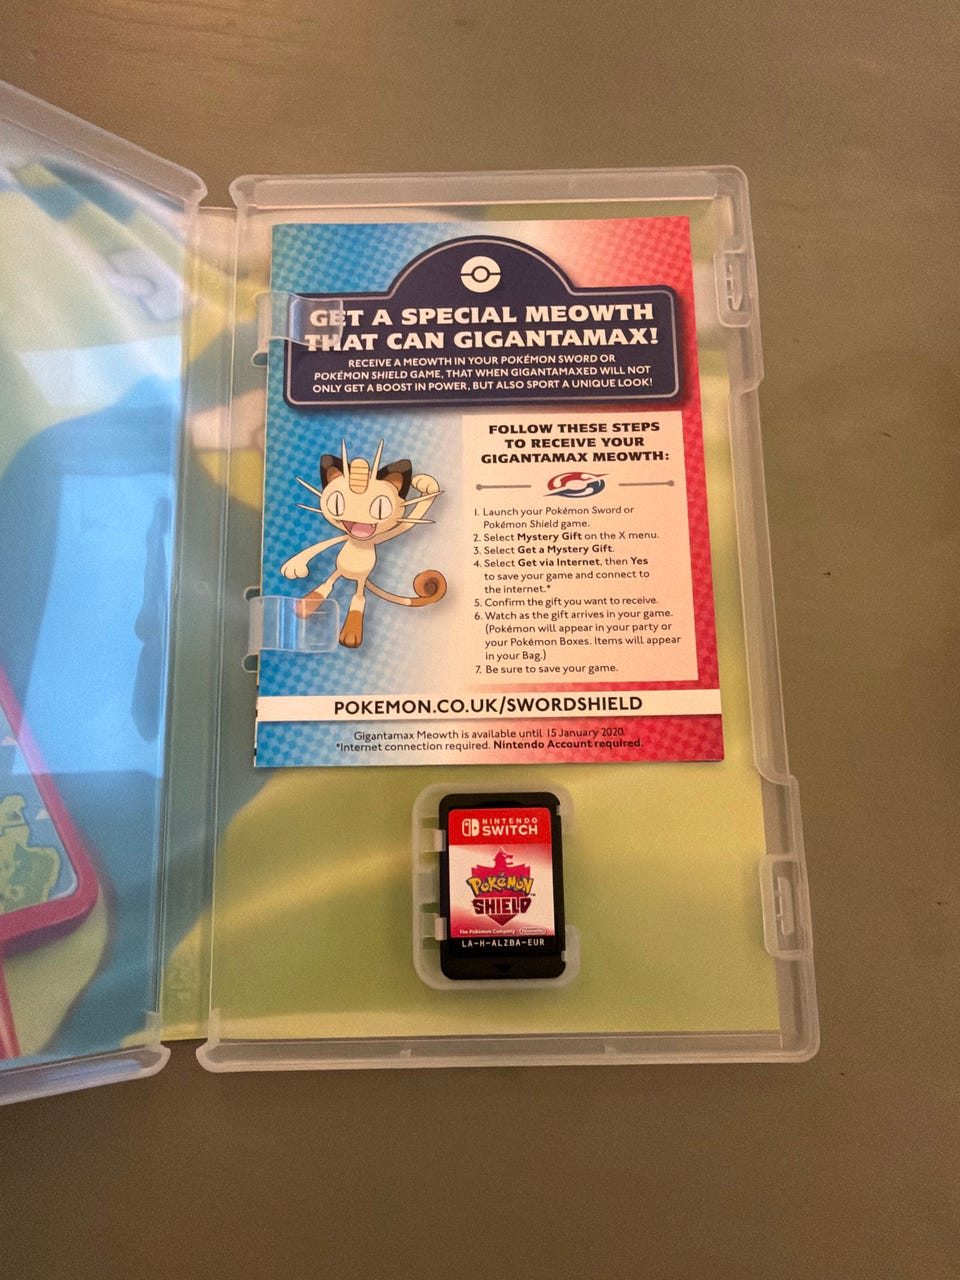 GET A SPECIAL MEOWTH
THAT CAN GIGANTAMAX!
RECEIVE A MEOWTH IN YOUR POKÉMON SWORD OR
POKÉMON SHIELD GAME, THAT WHEN GIGANTAMAXED WILL NOT
ONLY GET A BOOST IN POWER, BUT ALSO SPORT A UNIQUE LOOK!
FOLLOW THESE STEPS
TO RECEIVE YOUR
GIGANTAMAX MEOWTH:
1. Launch your Pokémon Sword or
Pokémon Shield game.
2. Select Mystery Gift on the X menu.
3. Select Get a Mystery Gift.
4. Select Get via Internet, then Yes
to save your game and connect to
the internet.*
5. Confirm the gift you want to receive.
6. Watch as the gift arrives in your game.
(Pokémon will appear in your party or
your Pokémon Boxes. Items will appear
in your Bag.)
7. Be sure to save your game.
POKEMON.CO.UK/SWORDSHIELD
Gigantamax Meowth is available until 15 January 2020.
*Internet connection required. Nintendo Account required.
NINTENDO
SWITCH
POKÉMON
SHIELD
The Pokémon Company Nintendo
LA-H-ALZBA-EUR